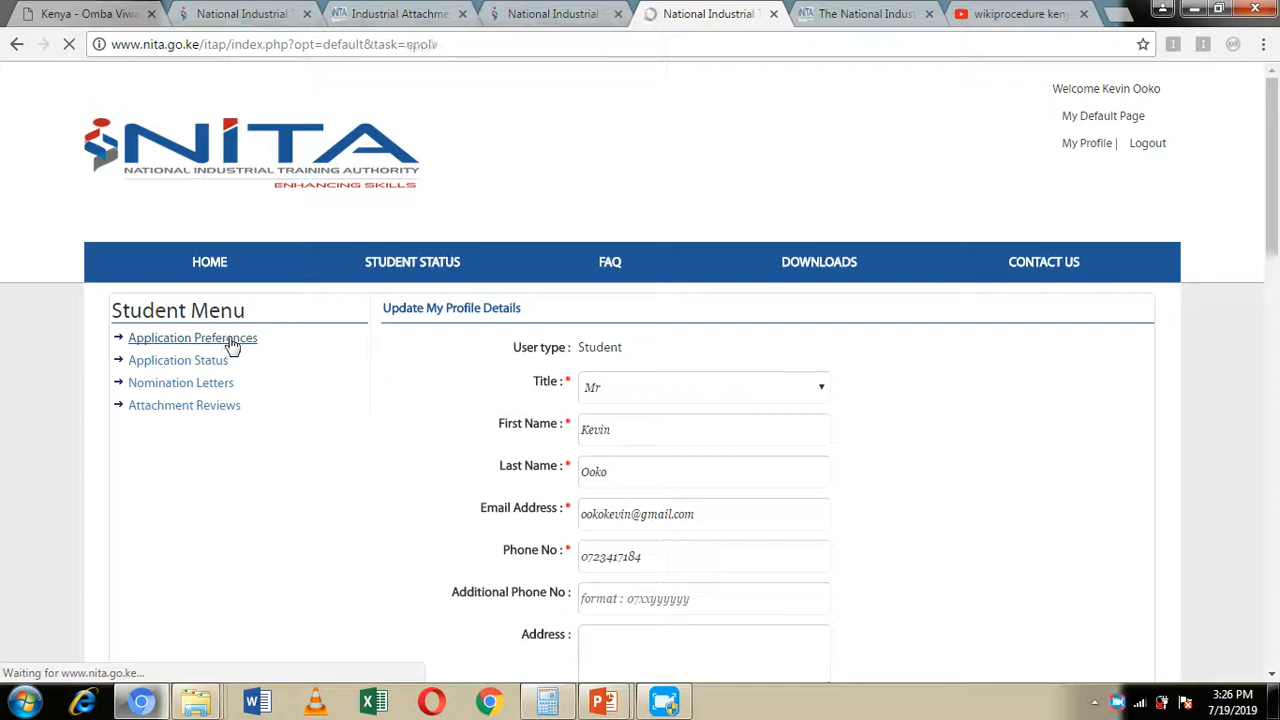 Kenya - Omba Viwa
National Industrial T
Industrial Attachme
National Industrial
National Industrial T
The National Indus
wikiprocedure keny
www.nita.go.ke/itap/index.php?opt=default&task=
Welcome Kevin Ooko
My Default Page
My Profile | Logout
NITA
NATIONAL INDUSTRIAL TRAINING AUTHORITY
ENHANCING SKILLS
HOME STUDENT STATUS FAQ DOWNLOADS CONTACT US
Student Menu
Application Preferences
Application Status
Nomination Letters
Attachment Reviews
Update My Profile Details
User type : Student
Title : * Mr
First Name : * Kevin
Last Name : * Ooko
Email Address : * ookokevin@gmail.com
Phone No : * 0723417184
Additional Phone No : format : 07xxyyyyyy
Address :
Waiting for www.nita.go.ke...
3:26 PM
7/19/2019